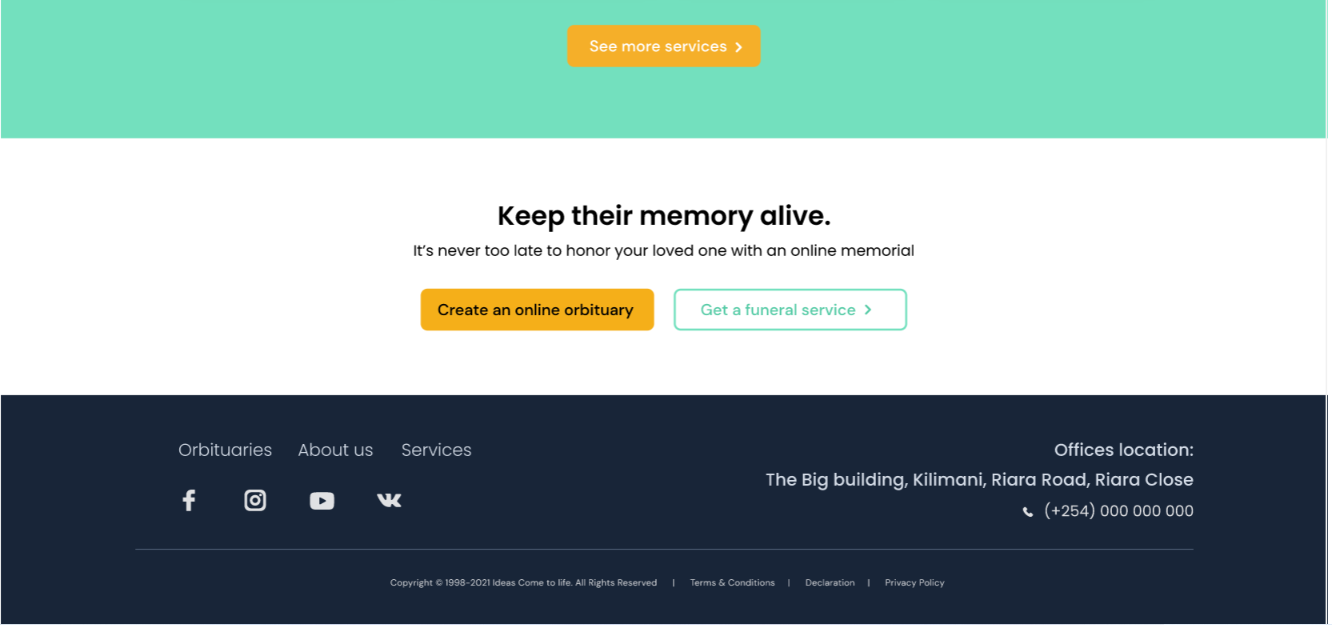 See more services
Keep their memory alive.
It's never too late to honor your loved one with an online memorial
Create an online orbituary
Get a funeral service
Orbituaries About us Services
Offices location:
The Big building, Kilimani, Riara Road, Riara Close
(+254) 000 000 000
Copyright © 1998-2021 Ideas Come to life. All Rights Reserved | Terms & Conditions | Declaration | Privacy Policy